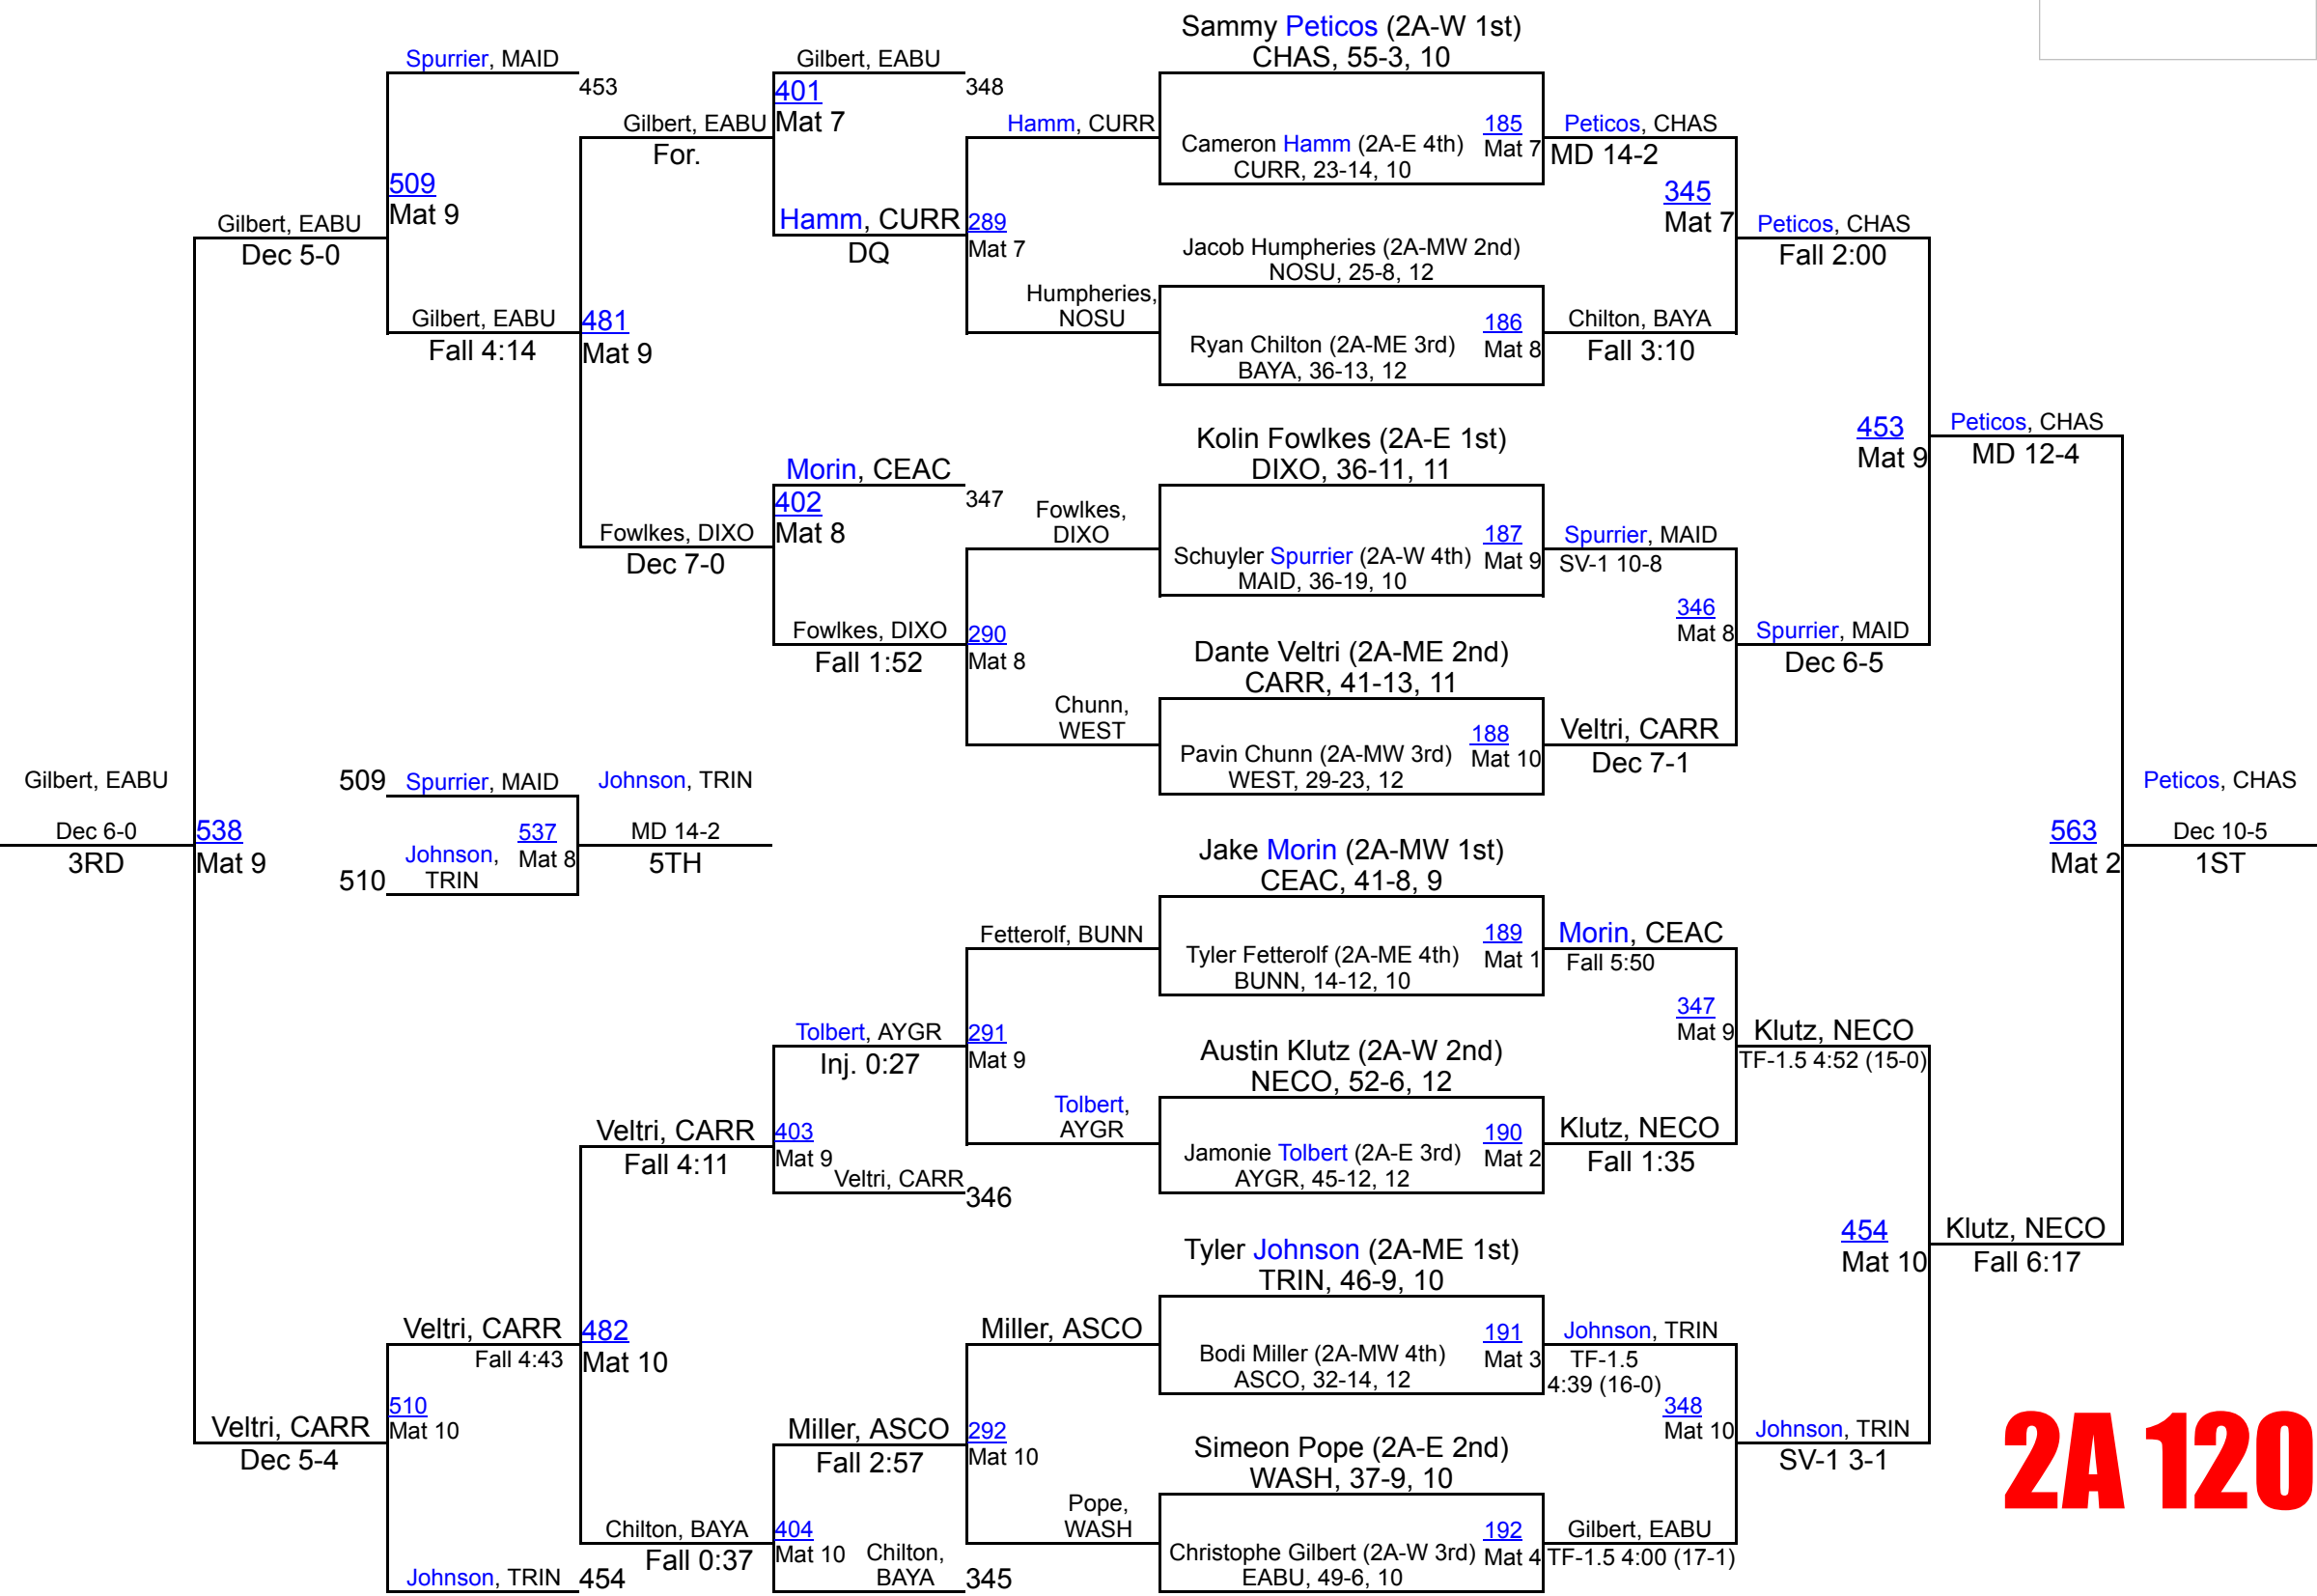 Sammy Peticos (2A-W 1st)
CHAS, 55-3, 10
Spurrier, MAID
453
Gilbert, EABU
348
401
Mat 7
Gilbert, EABU
For.
Hamm, CURR
Cameron Hamm (2A-E 4th)
CURR, 23-14, 10
185
Mat 7
Peticos, CHAS
MD 14-2
509
Mat 9
345
Mat 7
Gilbert, EABU
Dec 5-0
Hamm, CURR
DQ
289
Mat 7
Jacob Humpheries (2A-MW 2nd)
NOSU, 25-8, 12
Peticos, CHAS
Fall 2:00
Gilbert, EABU
Fall 4:14
481
Mat 9
Humpheries,
NOSU
Ryan Chilton (2A-ME 3rd)
BAYA, 36-13, 12
186
Mat 8
Chilton, BAYA
Fall 3:10
Kolin Fowlkes (2A-E 1st)
DIXO, 36-11, 11
453
Mat 9
Peticos, CHAS
MD 12-4
Morin, CEAC
347
402
Mat 8
Fowlkes, DIXO
Dec 7-0
Fowlkes,
DIXO
Schuyler Spurrier (2A-W 4th)
MAID, 36-19, 10
187
Mat 9
Spurrier, MAID
SV-1 10-8
346
Mat 8
Fowlkes, DIXO
Fall 1:52
290
Mat 8
Dante Veltri (2A-ME 2nd)
CARR, 41-13, 11
Spurrier, MAID
Dec 6-5
Chunn,
WEST
Pavin Chunn (2A-MW 3rd)
WEST, 29-23, 12
188
Mat 10
Veltri, CARR
Dec 7-1
Gilbert, EABU
Dec 6-0
3RD
538
Mat 9
509
Spurrier, MAID
Johnson,
TRIN
510
537
Mat 8
Johnson, TRIN
MD 14-2
5TH
Peticos, CHAS
Dec 10-5
1ST
563
Mat 2
Jake Morin (2A-MW 1st)
CEAC, 41-8, 9
Fetterolf, BUNN
Tyler Fetterolf (2A-ME 4th)
BUNN, 14-12, 10
189
Mat 1
Morin, CEAC
Fall 5:50
347
Mat 9
Tolbert, AYGR
Inj. 0:27
291
Mat 9
Austin Klutz (2A-W 2nd)
NECO, 52-6, 12
Klutz, NECO
TF-1.5 4:52 (15-0)
Veltri, CARR
Fall 4:11
403
Mat 9
Veltri, CARR
346
Tolbert,
AYGR
Jamonie Tolbert (2A-E 3rd)
AYGR, 45-12, 12
190
Mat 2
Klutz, NECO
Fall 1:35
Tyler Johnson (2A-ME 1st)
TRIN, 46-9, 10
454
Mat 10
Klutz, NECO
Fall 6:17
Veltri, CARR
Fall 4:43
482
Mat 10
Miller, ASCO
Bodi Miller (2A-MW 4th)
ASCO, 32-14, 12
191
Mat 3
Johnson, TRIN
TF-1.5
4:39 (16-0)
348
Mat 10
Veltri, CARR
Dec 5-4
510
Mat 10
Miller, ASCO
Fall 2:57
292
Mat 10
Simeon Pope (2A-E 2nd)
WASH, 37-9, 10
Johnson, TRIN
SV-1 3-1
2A 120
Chilton, BAYA
Fall 0:37
404
Mat 10
Chilton,
BAYA
345
Pope,
WASH
Christophe Gilbert (2A-W 3rd)
EABU, 49-6, 10
192
Mat 4
Gilbert, EABU
TF-1.5 4:00 (17-1)
Johnson, TRIN
454